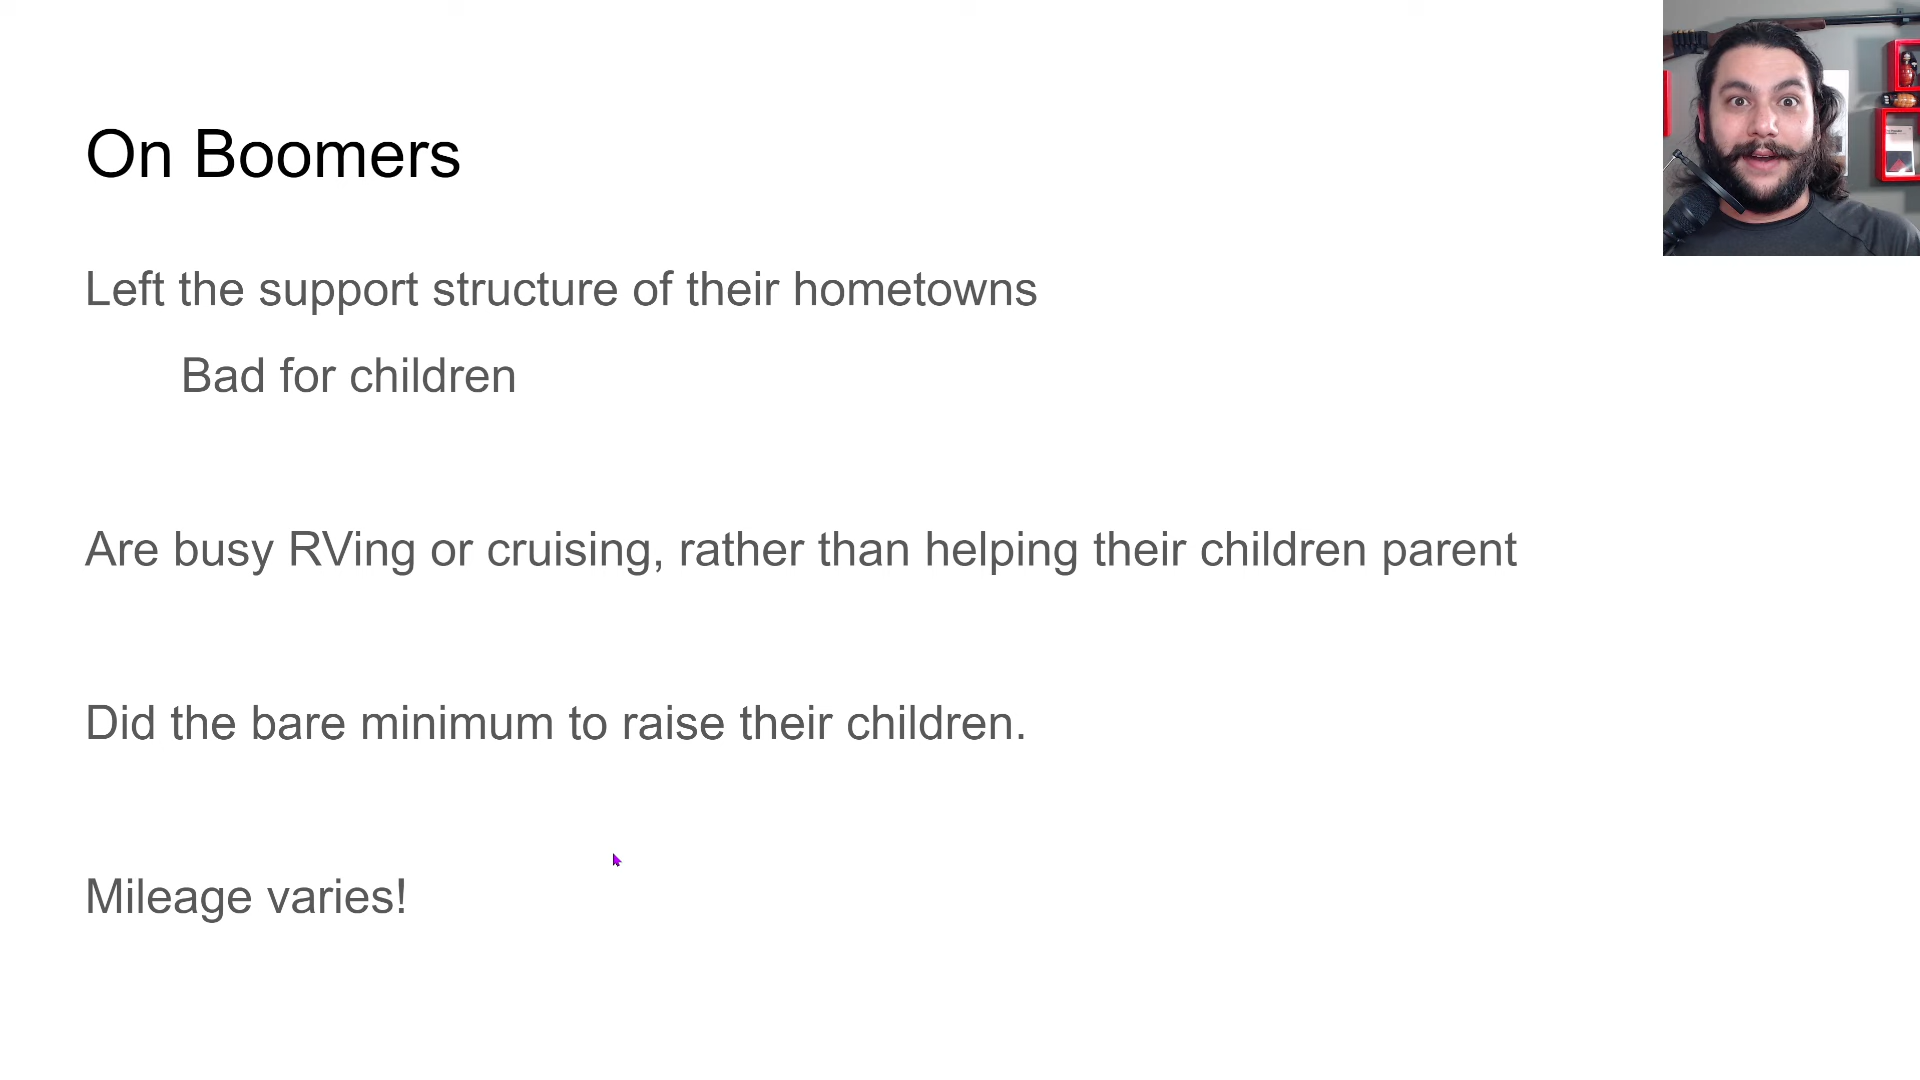 On Boomers
Left the support structure of their hometowns
Bad for children
Are busy RVing or cruising, rather than helping their children parent
Did the bare minimum to raise their children.
Mileage varies!